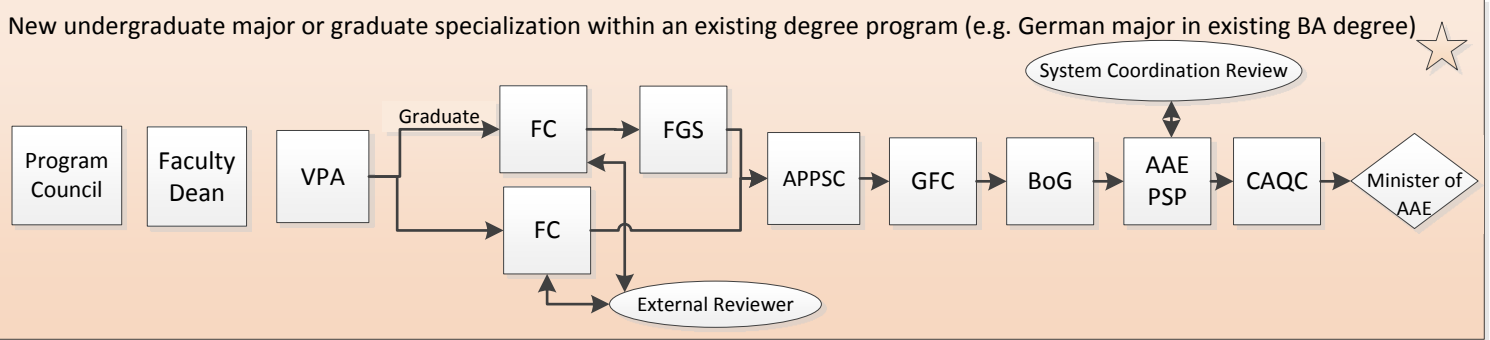 New undergraduate major or graduate specialization within an existing degree program (e.g. German major in existing BA degree)
System Coordination Review
Program
Council
Faculty
Dean
VPA
Graduate
FC
FGS
FC
APPSC
GFC
BoG
AAE
PSP
CAQC
Minister of
AAE
External Reviewer